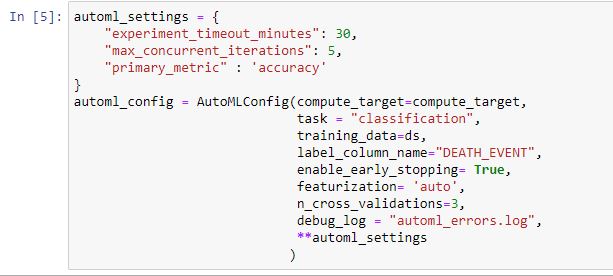 In [5]: automl_settings = {
    "experiment_timeout_minutes": 30,
    "max_concurrent_iterations": 5,
    "primary_metric" : 'accuracy'
}
automl_config = AutoMLConfig(compute_target=compute_target,
                             task = "classification",
                             training_data=ds,
                             label_column_name="DEATH_EVENT",
                             enable_early_stopping= True,
                             featurization= 'auto',
                             n_cross_validations=3,
                             debug_log = "automl_errors.log",
                             **automl_settings
                            )